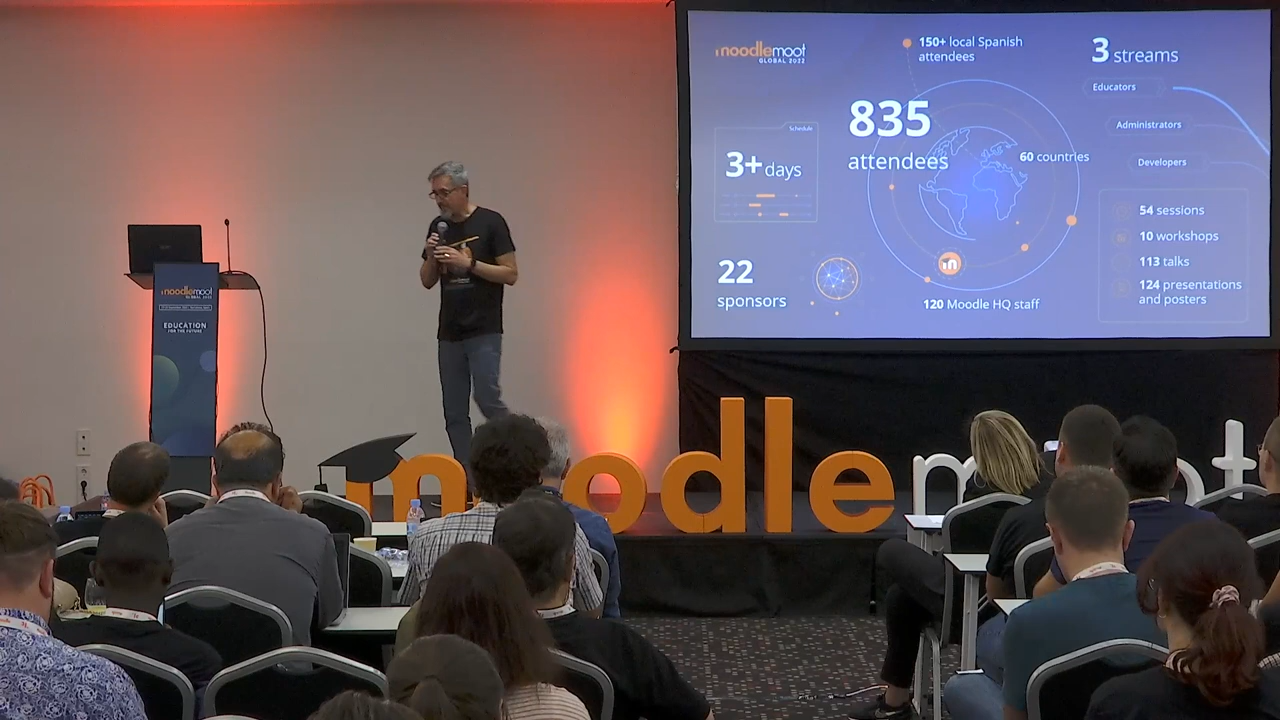 moodlemoot
GLOBAL 2022
150+ local Spanish
attendees
3 streams
Educators
Administrators
Developers
835
attendees
60 countries
Schedule
3+ days
54 sessions
10 workshops
113 talks
124 presentations
and posters
22
sponsors
120 Moodle HQ staff
moodlemoot
GLOBAL 2022
EDUCATION
FOR THE FUTURE
moodle